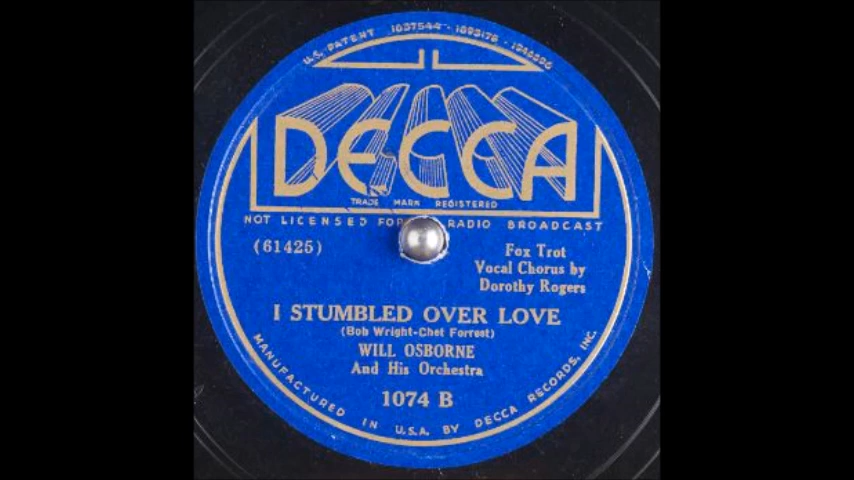 U.S. PATENT 1637544 - 1695178 - 1948896
DECCA
TRADE MARK REGISTERED
NOT LICENSED FOR RADIO BROADCAST
(61425)
Fox Trot
Vocal Chorus by
Dorothy Rogers
I STUMBLED OVER LOVE
(Bob Wright-Chet Forrest)
WILL OSBORNE
And His Orchestra
1074 B
MANUFACTURED IN U.S.A. BY DECCA RECORDS, INC.